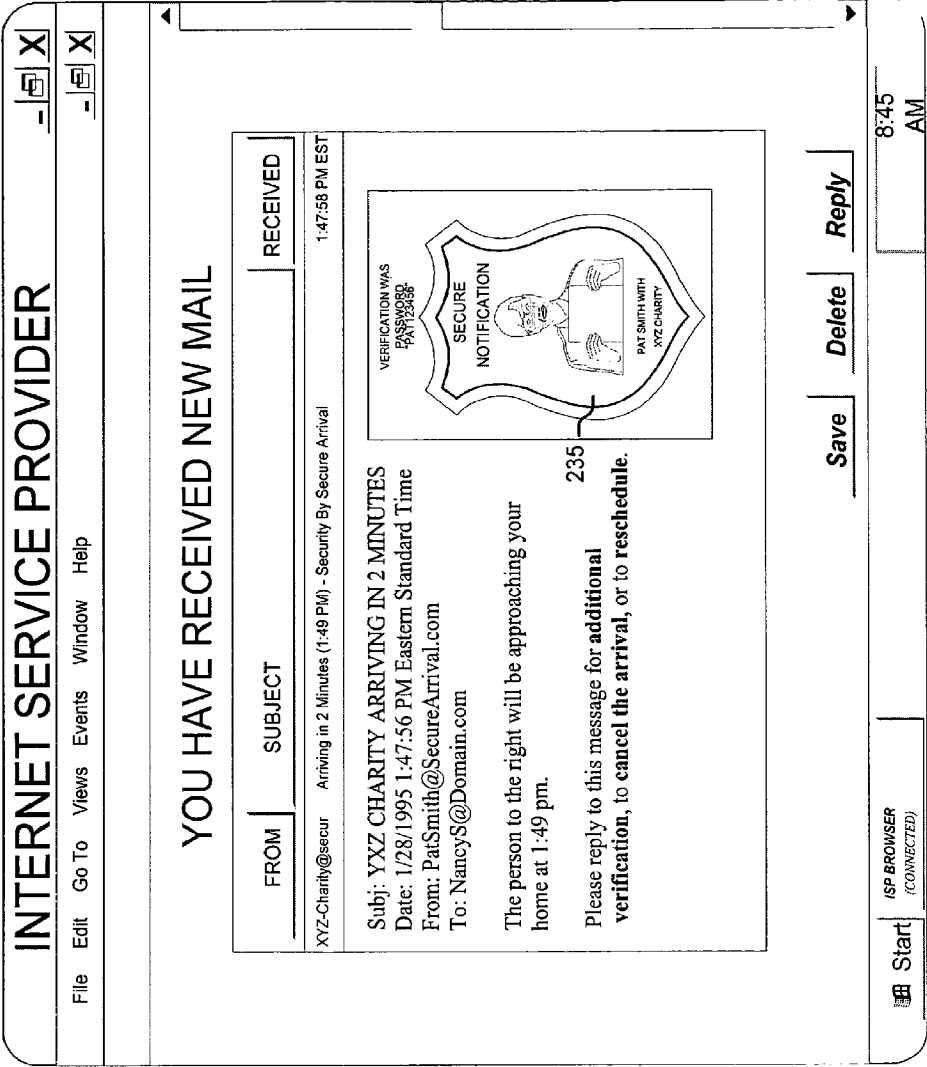 INTERNET SERVICE PROVIDER
File Edit Go To Views Events Window Help
YOU HAVE RECEIVED NEW MAIL
FROM SUBJECT RECEIVED
XYZ-Charity@secur Arriving in 2 Minutes (1:49 PM) - Security By Secure Arrival 1:47:58 PM EST
Subj: YXZ CHARITY ARRIVING IN 2 MINUTES
Date: 1/28/1995 1:47:56 PM Eastern Standard Time
From: PatSmith@SecureArrival.com
To: NancyS@Domain.com
The person to the right will be approaching your
home at 1:49 pm.
Please reply to this message for additional
verification, to cancel the arrival, or to reschedule.
VERIFICATION WAS
PASSWORD
"PAT123456"
SECURE
NOTIFICATION
PAT SMITH WITH
XYZ CHARITY
235
Save Delete Reply
Start
ISP BROWSER
(CONNECTED)
8:45
AM